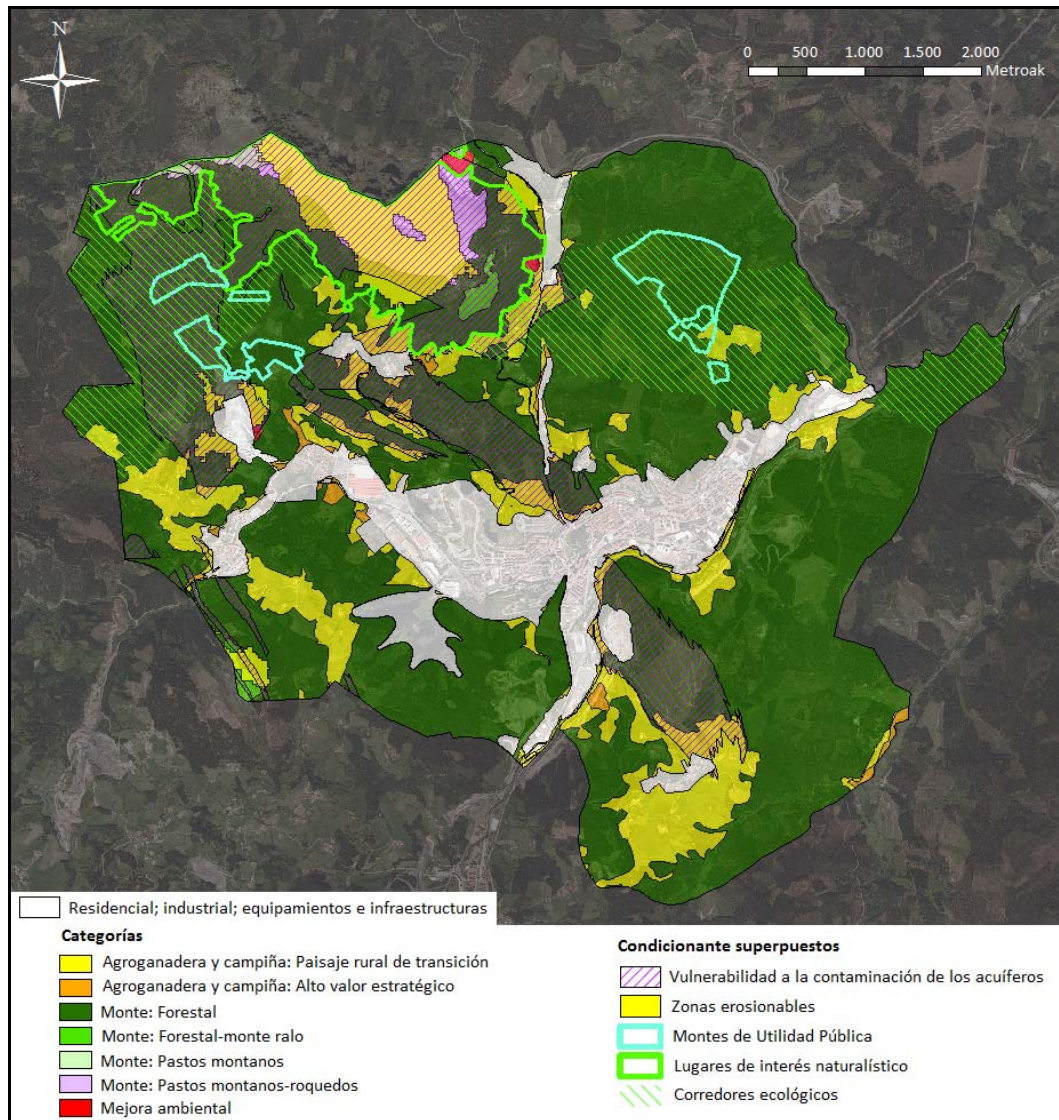 N
0 500 1.000 1.500 2.000
Metroak
Residencial; industrial; equipamientos e infraestructuras
Categorías
Agroganadera y campiña: Paisaje rural de transición
Agroganadera y campiña: Alto valor estratégico
Monte: Forestal
Monte: Forestal-monte ralo
Monte: Pastos montanos
Monte: Pastos montanos-roquedos
Mejora ambiental
Condicionante superpuestos
Vulnerabilidad a la contaminación de los acuíferos
Zonas erosionables
Montes de Utilidad Pública
Lugares de interés naturalístico
Corredores ecológicos